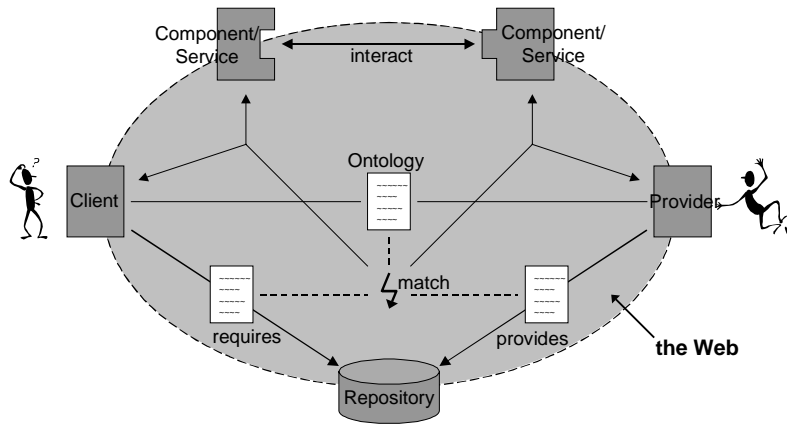 Component/
Service
Component/
Service
interact
?
Ontology
Client
Provider
match
requires
provides
the Web
Repository